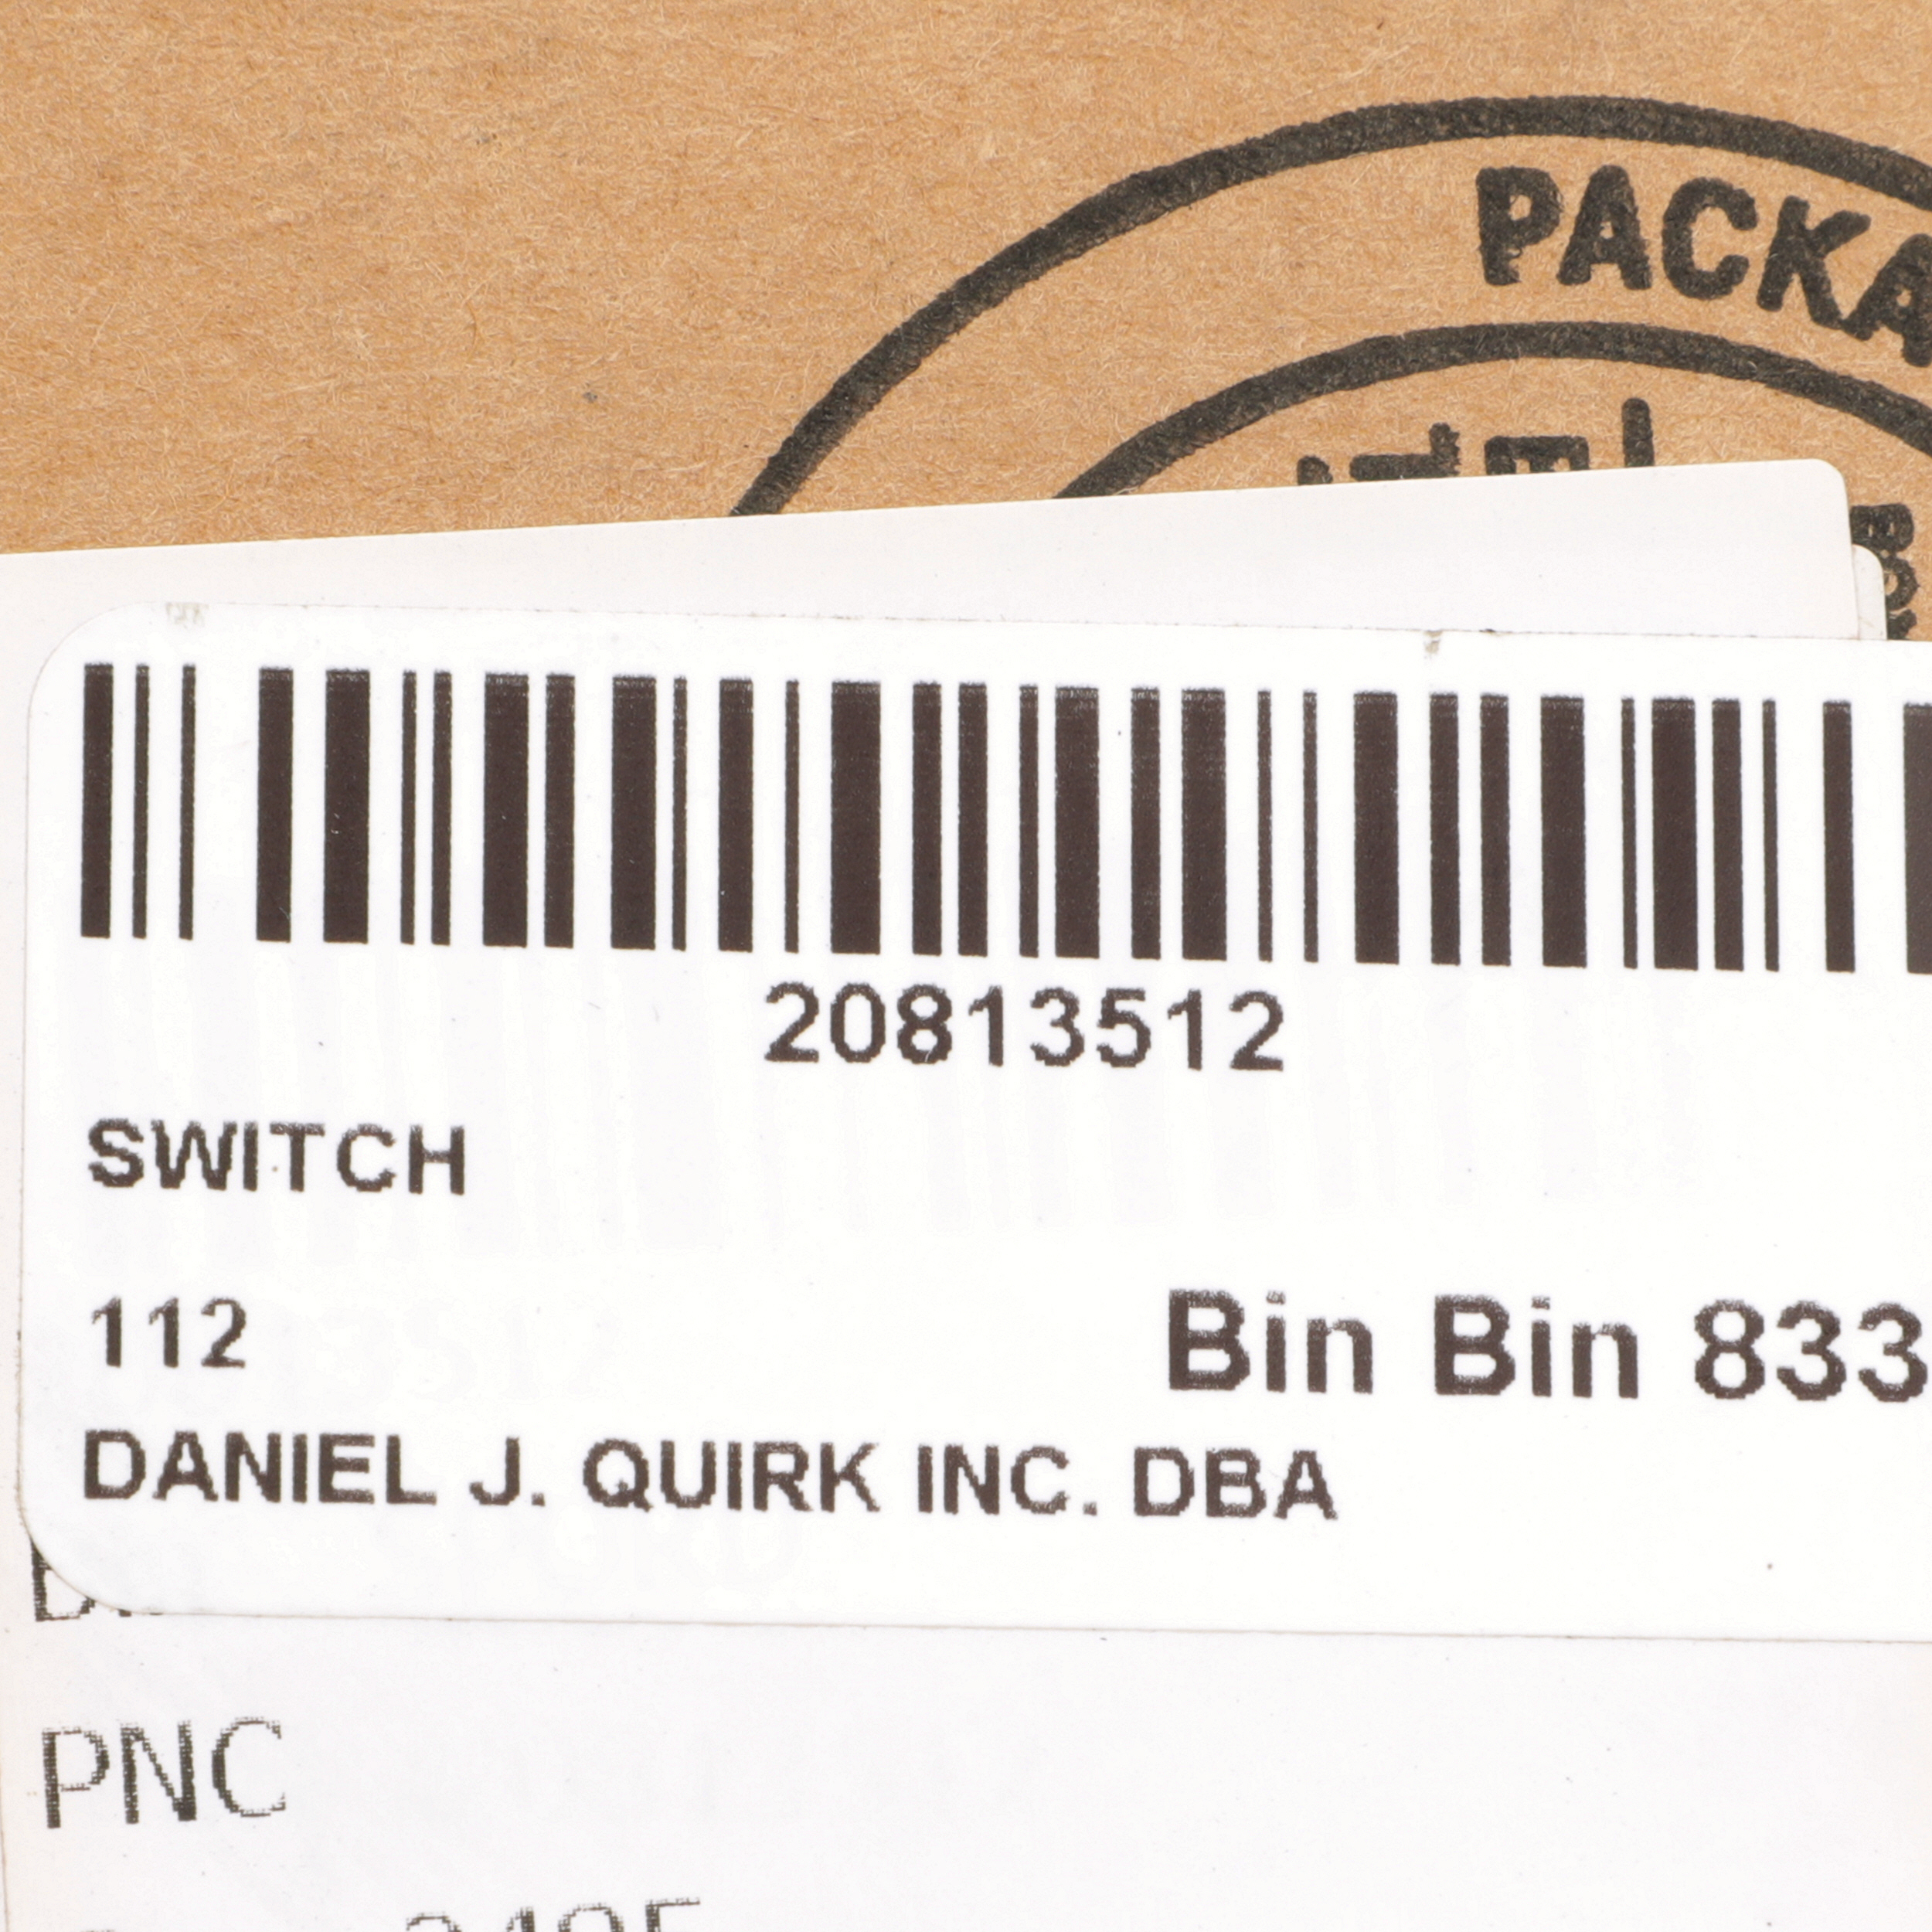 PACKA
20813512
SWITCH
112
Bin Bin 833
DANIEL J. QUIRK INC. DBA
PNC